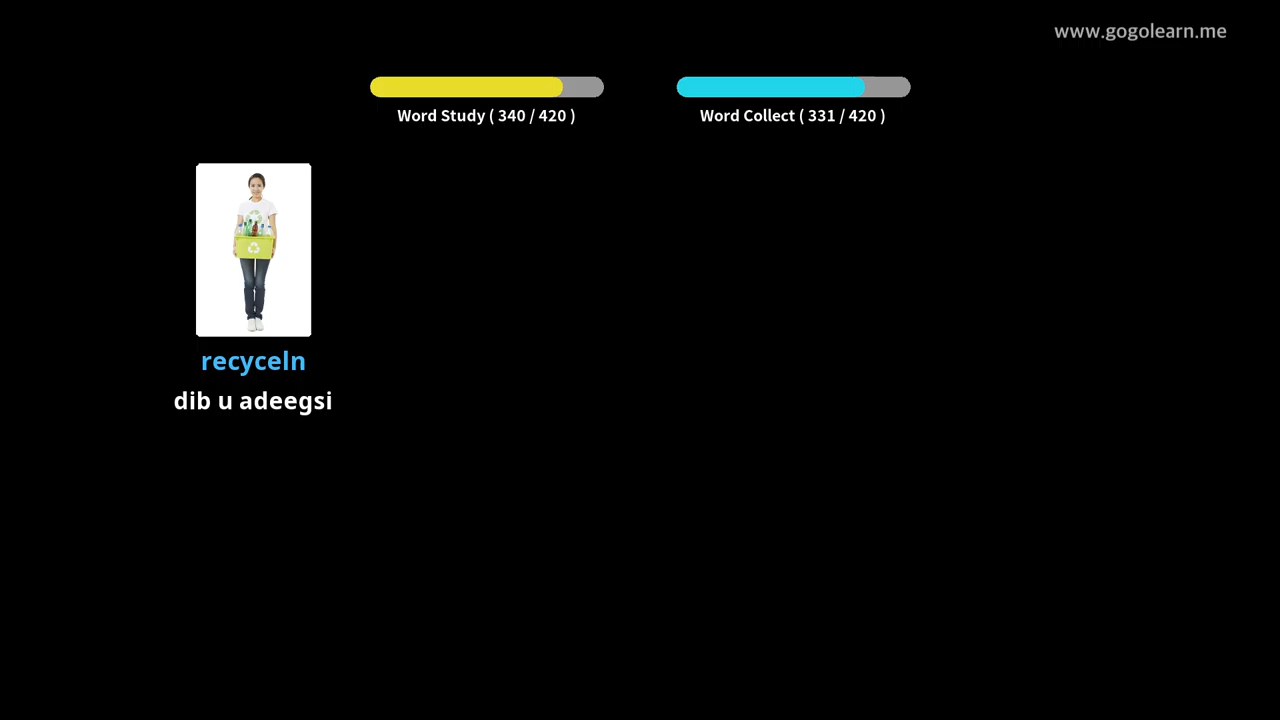 www.gogolearn.me
Word Study ( 340 / 420 )
Word Collect ( 331 / 420 )
recyceln
dib u adeegsi